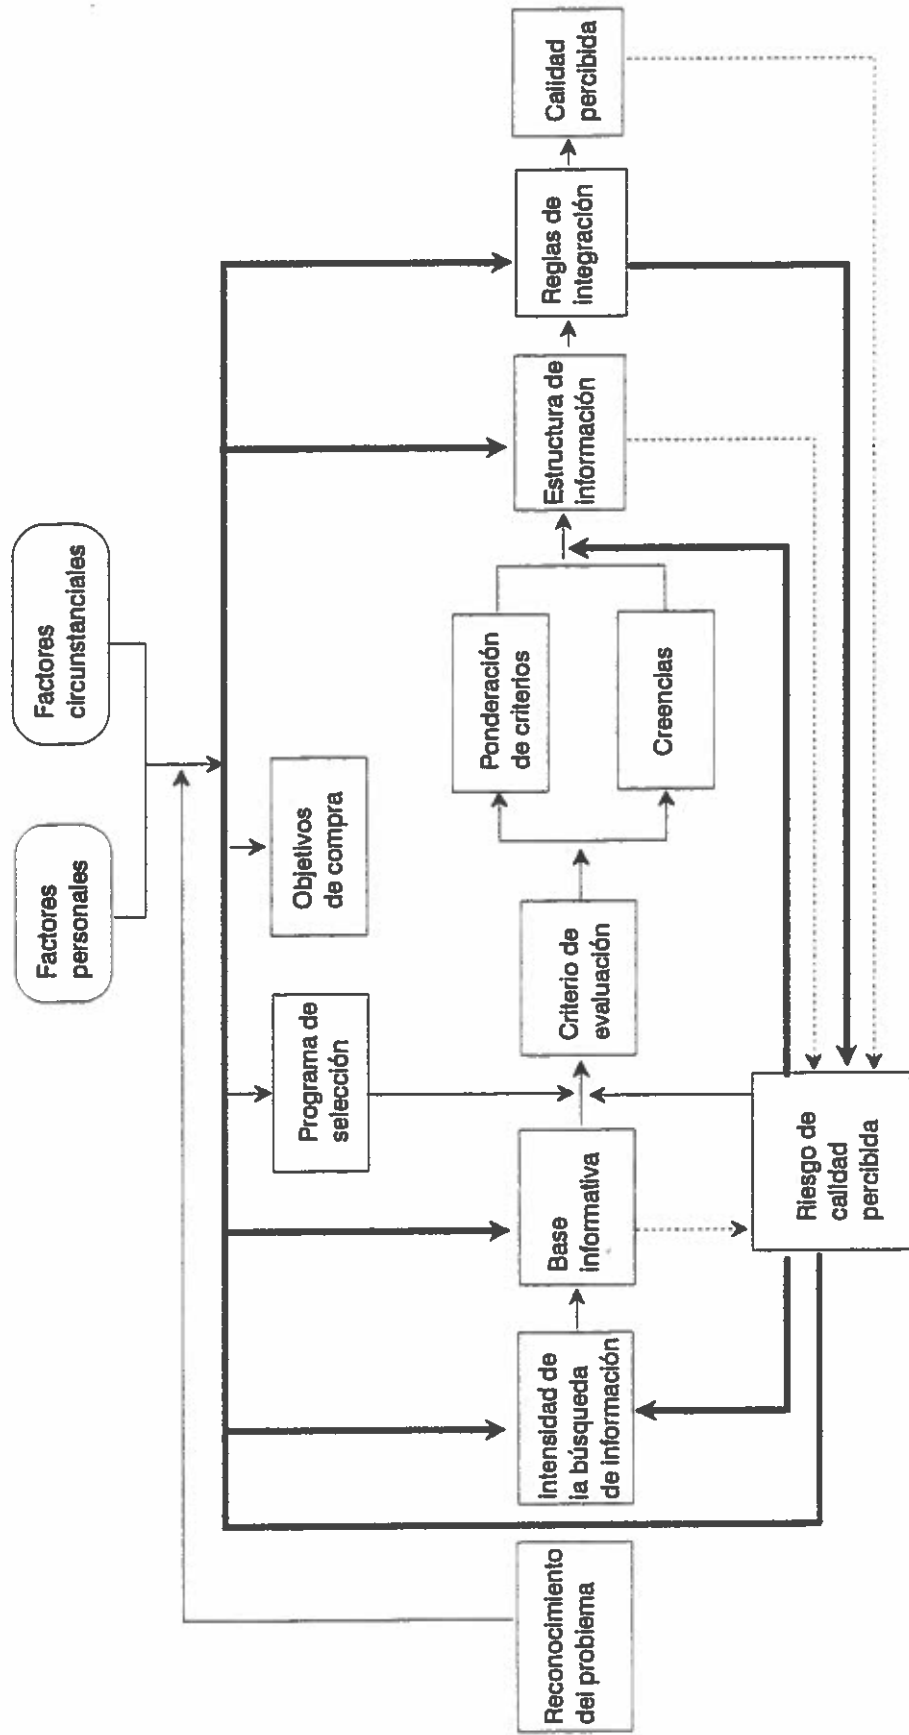 Factores
personales
Factores
circunstanciales
Programa de
selección
Objetivos
de compra
Reconocimiento
del problema
intensidad de
la búsqueda
de información
Base
informativa
Criterio de
evaluación
Ponderación
de criterios
Creencias
Estructura de
información
Reglas de
integración
Calidad
percibida
Riesgo de
calidad
percibida